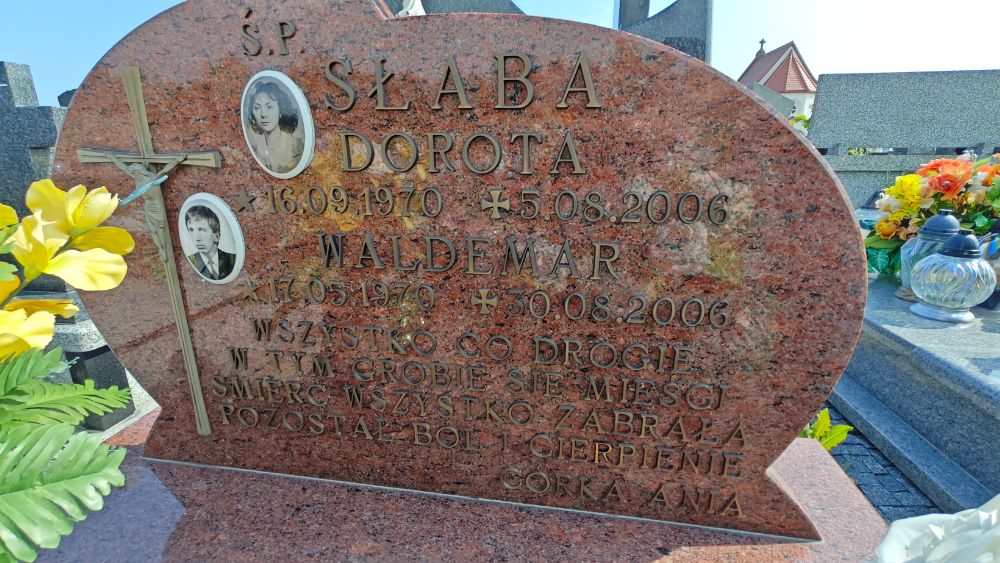 Ś.P.
SŁABA
DOROTA
16.09.1970 5.08.2006
WALDEMAR
17.05.1970 30.08.2006
WSZYSTKO CO DROGIE
W TYM GROBIE SIĘ MIEŚCI
ŚMIERĆ WSZYSTKO ZABRAŁA
POZOSTAŁ BÓL I CIERPIENIE
CÓRKA ANIA